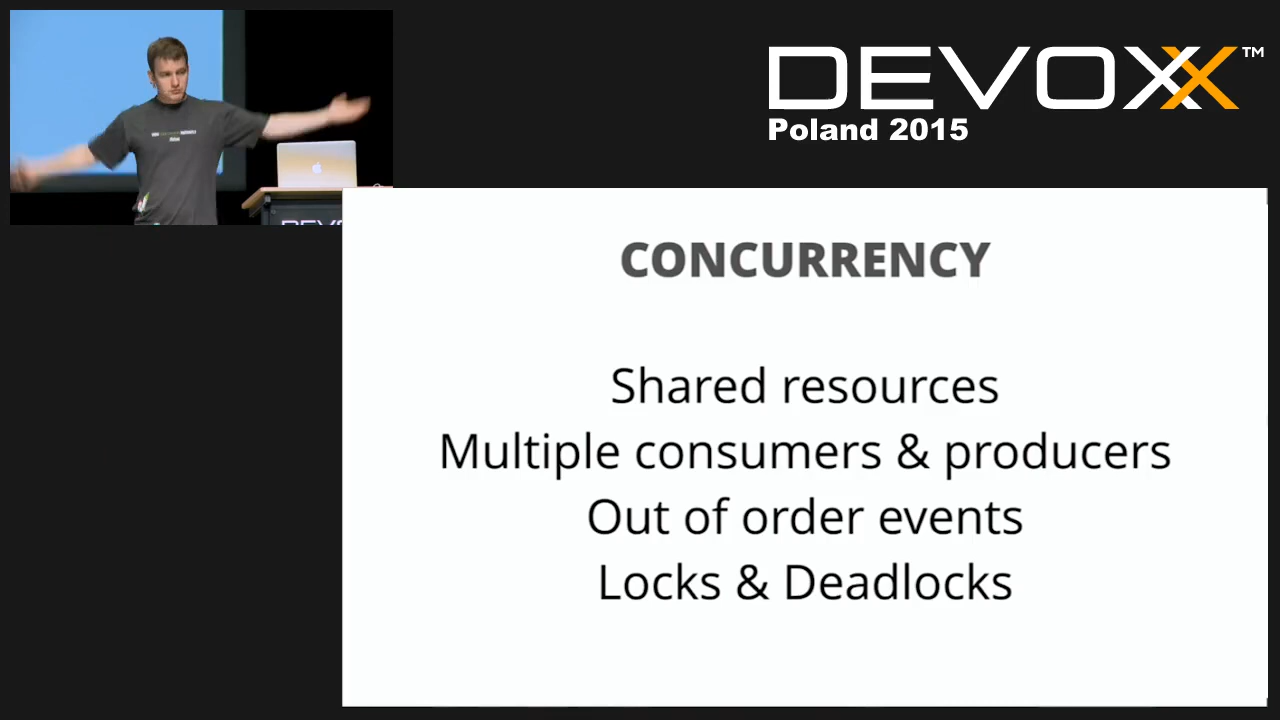 DEVOXX™
Poland 2015
CONCURRENCY
Shared resources
Multiple consumers & producers
Out of order events
Locks & Deadlocks